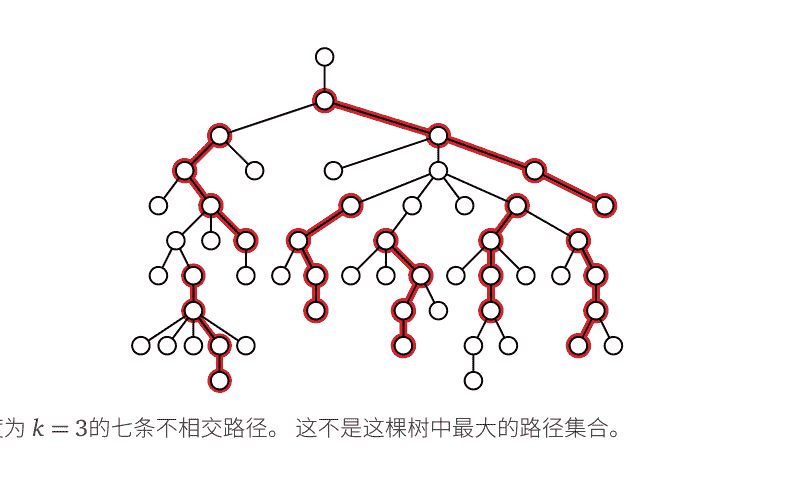 为 k = 3的七条不相交路径。 这不是这棵树中最大的路径集合。